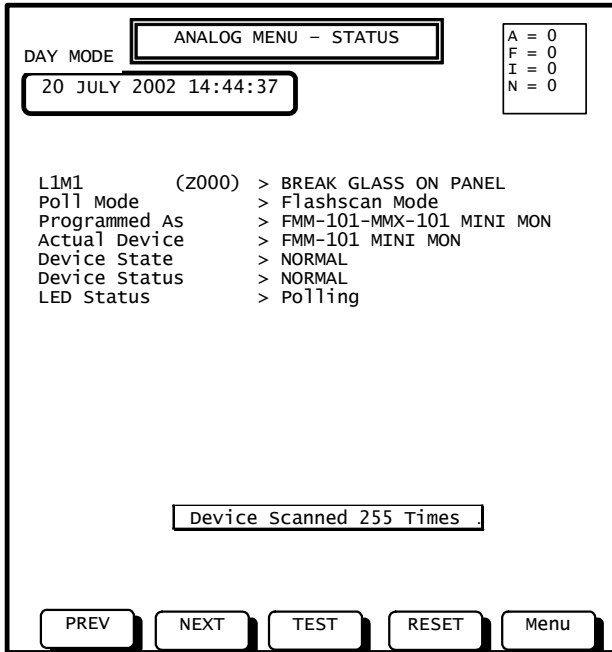 ANALOG MENU – STATUS
DAY MODE
20 JULY 2002 14:44:37
A = 0
F = 0
I = 0
N = 0
L1M1 (Z000) > BREAK GLASS ON PANEL
Poll Mode > Flashscan Mode
Programmed As > FMM-101-MMX-101 MINI MON
Actual Device > FMM-101 MINI MON
Device State > NORMAL
Device Status > NORMAL
LED Status > Polling
Device Scanned 255 Times .
PREV NEXT TEST RESET Menu